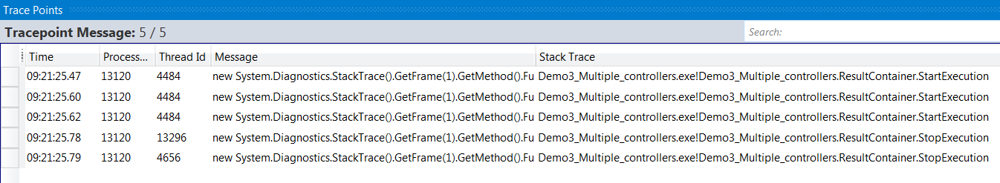 Trace Points
Tracepoint Message: 5 / 5
Search:
Time Process... Thread Id Message Stack Trace
09:21:25.47 13120 4484 new System.Diagnostics.StackTrace().GetFrame(1).GetMethod().Fu Demo3_Multiple_controllers.exe!Demo3_Multiple_controllers.ResultContainer.StartExecution
09:21:25.60 13120 4484 new System.Diagnostics.StackTrace().GetFrame(1).GetMethod().Fu Demo3_Multiple_controllers.exe!Demo3_Multiple_controllers.ResultContainer.StartExecution
09:21:25.62 13120 4484 new System.Diagnostics.StackTrace().GetFrame(1).GetMethod().Fu Demo3_Multiple_controllers.exe!Demo3_Multiple_controllers.ResultContainer.StartExecution
09:21:25.78 13120 13296 new System.Diagnostics.StackTrace().GetFrame(1).GetMethod().Fu Demo3_Multiple_controllers.exe!Demo3_Multiple_controllers.ResultContainer.StopExecution
09:21:25.79 13120 4656 new System.Diagnostics.StackTrace().GetFrame(1).GetMethod().Fu Demo3_Multiple_controllers.exe!Demo3_Multiple_controllers.ResultContainer.StopExecution